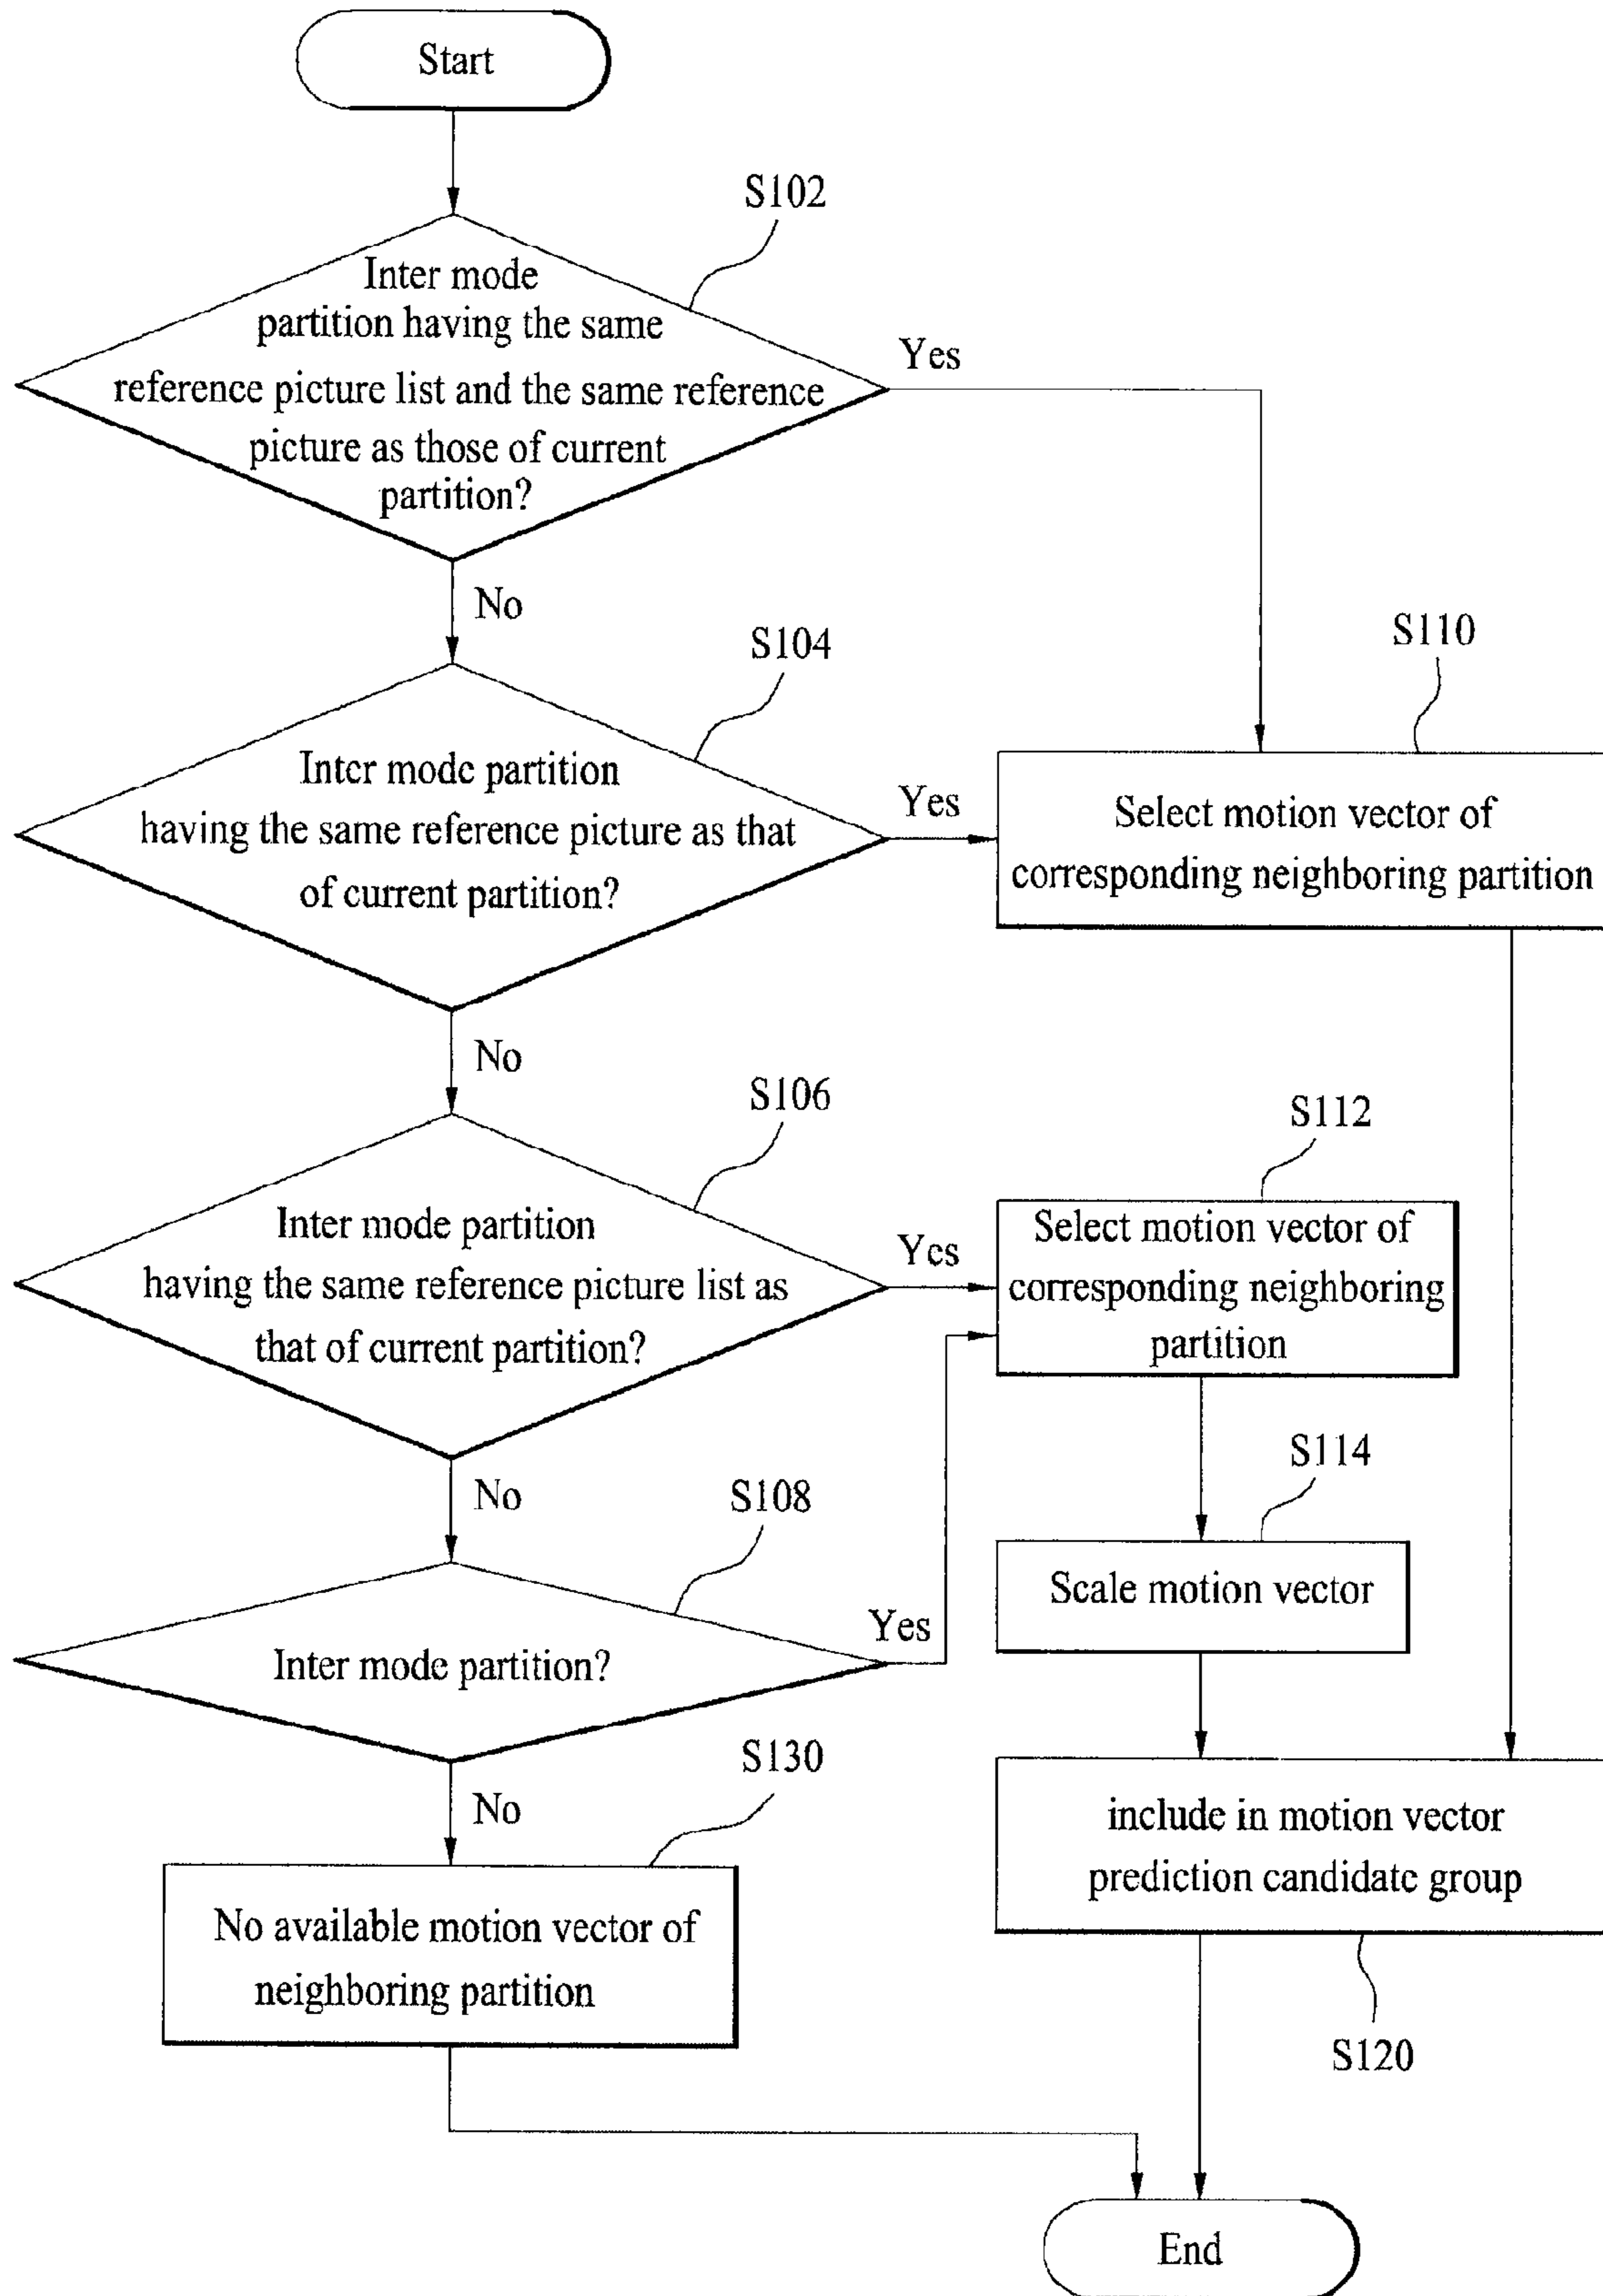 Start
S102
Inter mode
partition having the same
reference picture list and the same reference
picture as those of current
partition?
Yes
No
S104
S110
Inter mode partition
having the same reference picture as that
of current partition?
Yes
Select motion vector of
corresponding neighboring partition
No
S106
S112
Inter mode partition
having the same reference picture list as
that of current partition?
Yes
Select motion vector of
corresponding neighboring
partition
No
S108
S114
Inter mode partition?
Yes
Scale motion vector
No
S130
No available motion vector of
neighboring partition
include in motion vector
prediction candidate group
S120
End